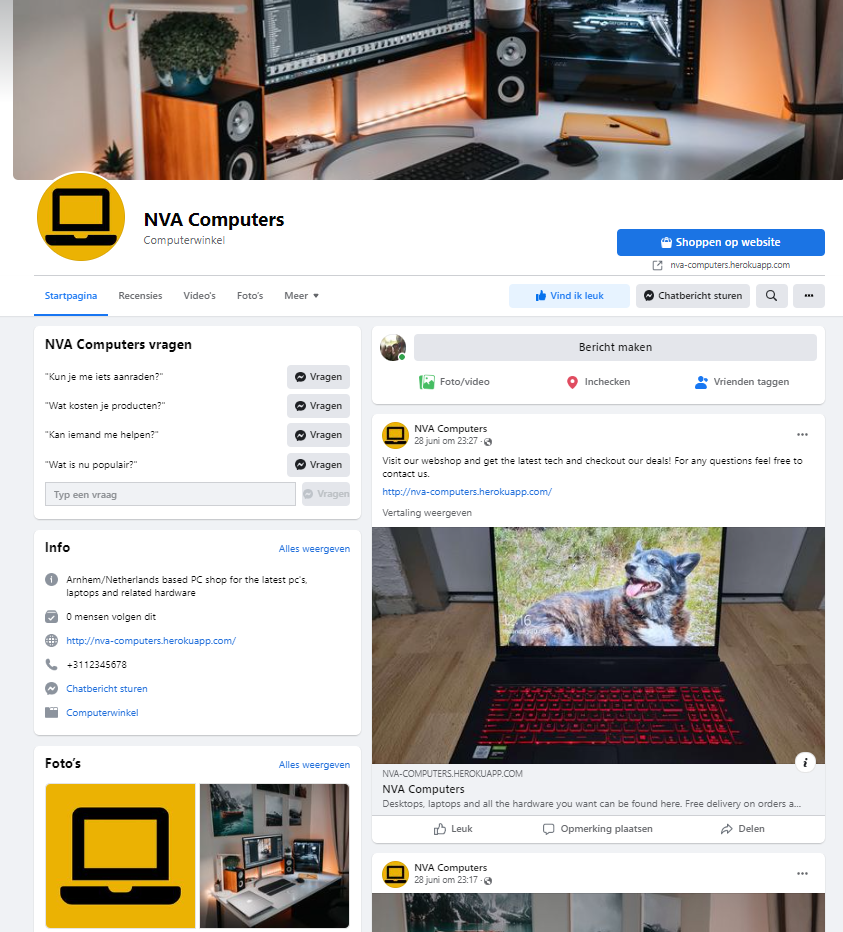 GEFORCE RTX
NVA Computers
Computerwinkel
Shoppen op website
nva-computers.herokuapp.com
Startpagina Recensies Video's Foto's Meer
Vind ik leuk Chatbericht sturen
NVA Computers vragen
"Kun je me iets aanraden?" Vragen
"Wat kosten je producten?" Vragen
"Kan iemand me helpen?" Vragen
"Wat is nu populair?" Vragen
Typ een vraag Vragen
Info Alles weergeven
Arnhem/Netherlands based PC shop for the latest pc's,
laptops and related hardware
0 mensen volgen dit
http://nva-computers.herokuapp.com/
+3112345678
Chatbericht sturen
Computerwinkel
Foto's Alles weergeven
Bericht maken
Foto/video Inchecken Vrienden taggen
NVA Computers
28 juni om 23:27 ·
Visit our webshop and get the latest tech and checkout our deals! For any questions feel free to
contact us.
http://nva-computers.herokuapp.com/
Vertaling weergeven
12:16
NVA-COMPUTERS.HEROKUAPP.COM
NVA Computers
Desktops, laptops and all the hardware you want can be found here. Free delivery on orders a...
Leuk Opmerking plaatsen Delen
NVA Computers
28 juni om 23:17 ·